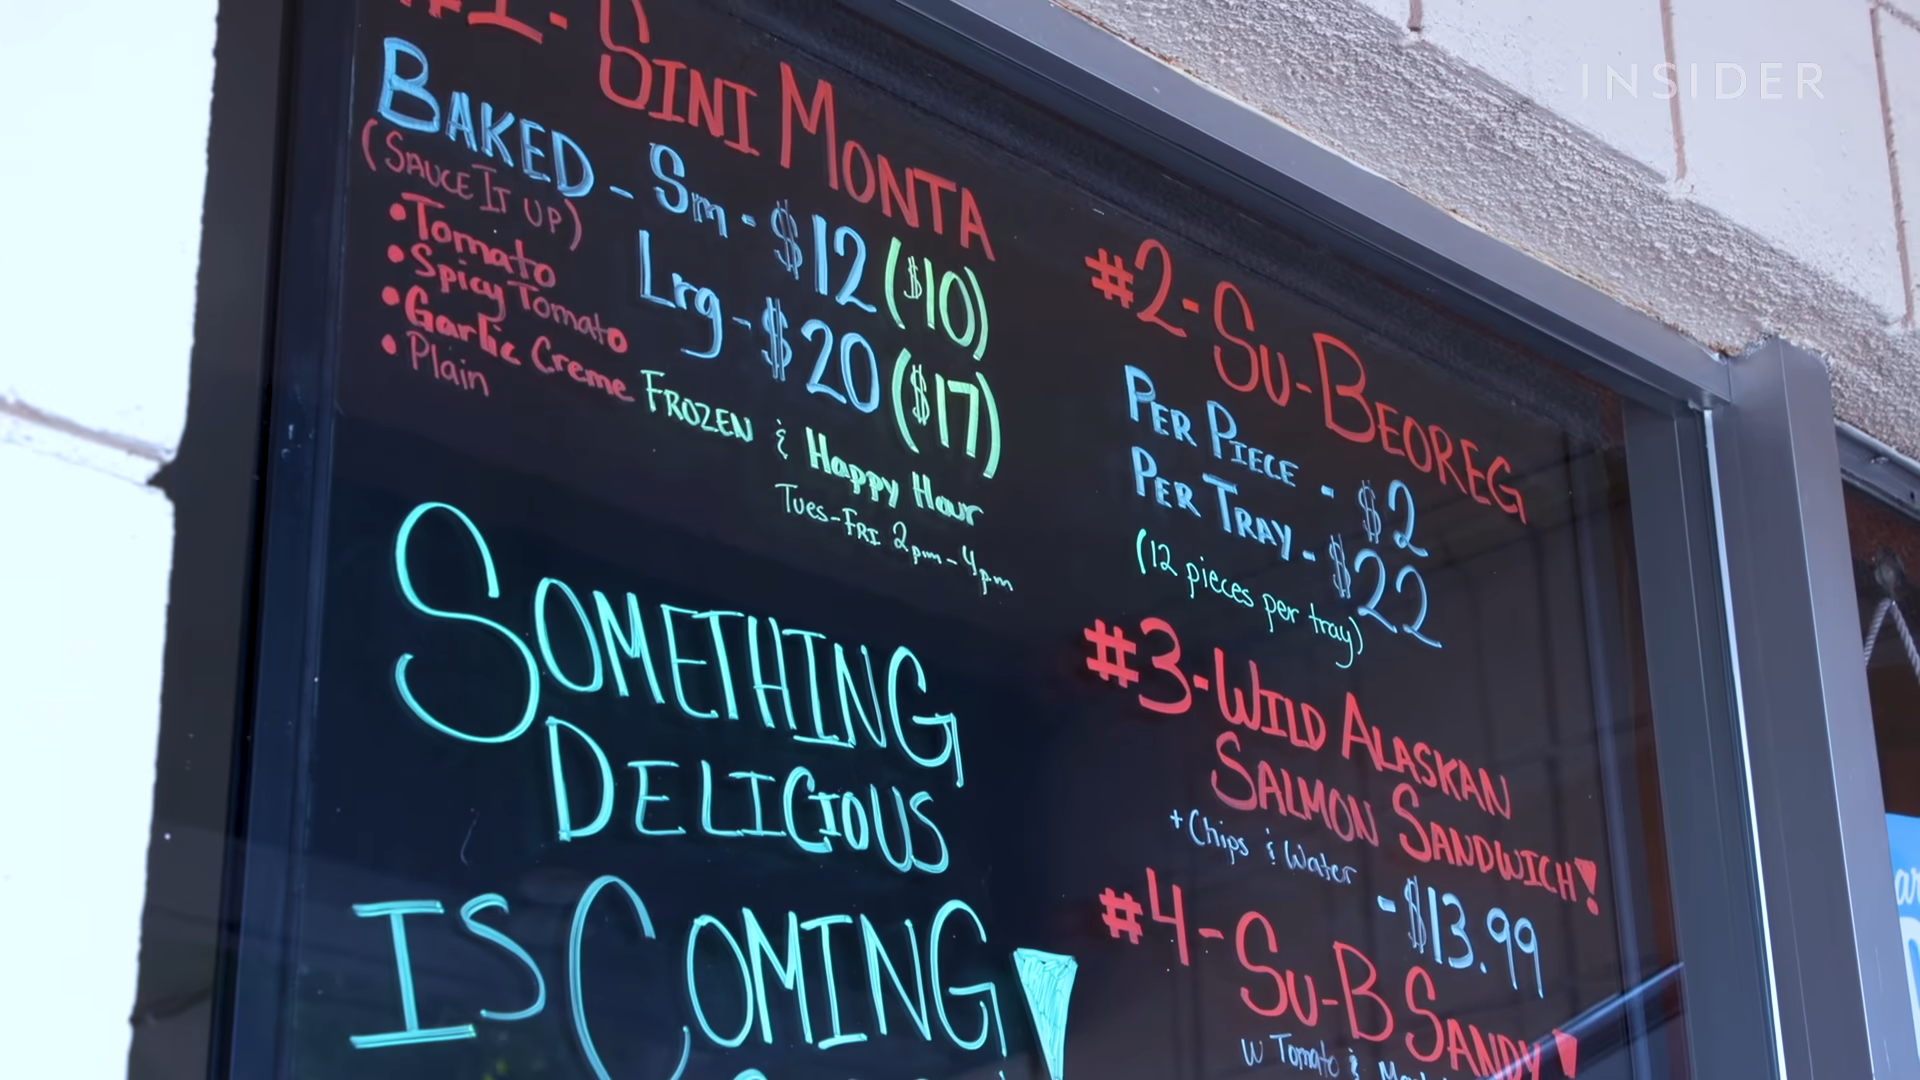 #1- SINI MONTA
BAKED - Sm - $12 ($10)
(SAUCE IT UP)
Lrg - $20 ($17)
• Tomato
• Spicy Tomato
• Garlic Creme
• Plain
FROZEN & Happy Hour
TUES-FRI 2pm-4pm
SOMETHING
DELICIOUS
IS COMING!
#2- SU-BEOREG
PER PIECE - $2
PER TRAY - $22
(12 pieces per tray)
#3-WILD ALASKAN
SALMON SANDWICH!
+ Chips & Water
- $13.99
#4-SU-B SANDY!
W Tomato &
INSIDER